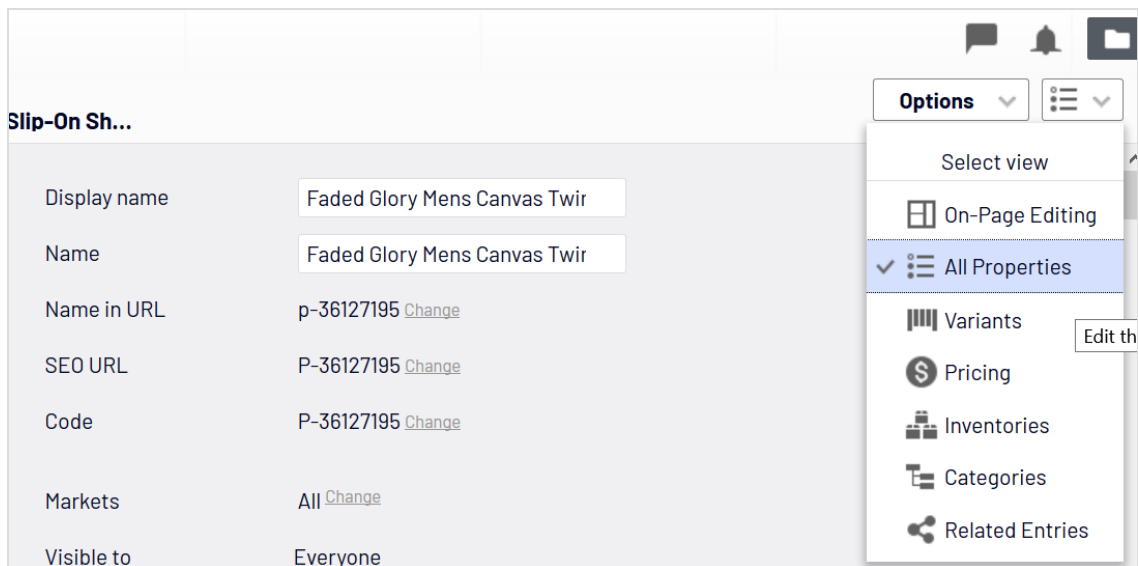 Options
Slip-On Sh...
Select view
Display name Faded Glory Mens Canvas Twir
On-Page Editing
Name Faded Glory Mens Canvas Twir
All Properties
Name in URL p-36127195 Change
Variants
Edit th
SEO URL P-36127195 Change
Pricing
Code P-36127195 Change
Inventories
Categories
Markets All Change
Related Entries
Visible to Everyone